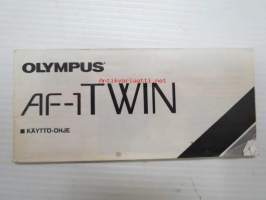 OLYMPUS
AF-1TWIN
■ KÄYTTÖ-OHJE